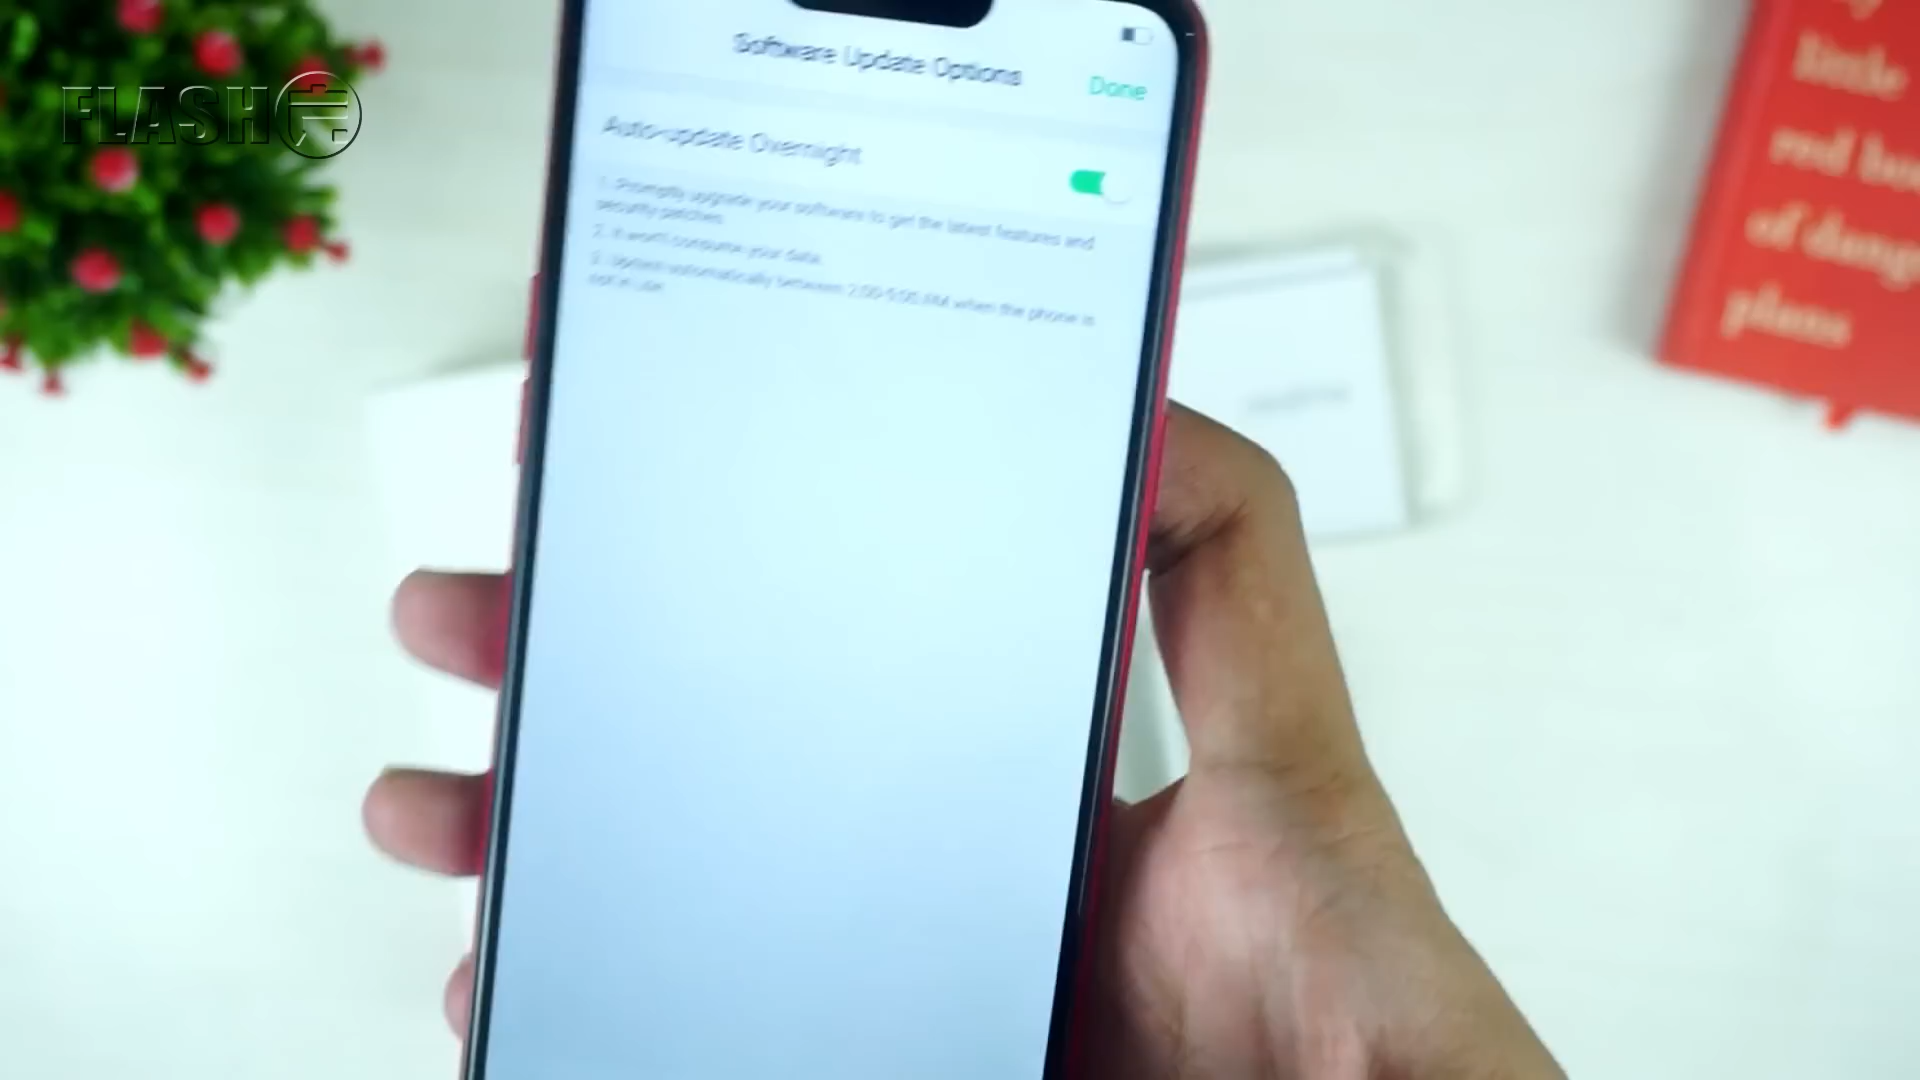 FLASH
Software Update Options
Done
Auto-update Overnight
1. Promptly upgrade your software to get the latest features and
security patches.
2. It won't consume your data.
3. Update automatically between 2:00-5:00 AM when the phone is
not in use.
little
red
of
plans